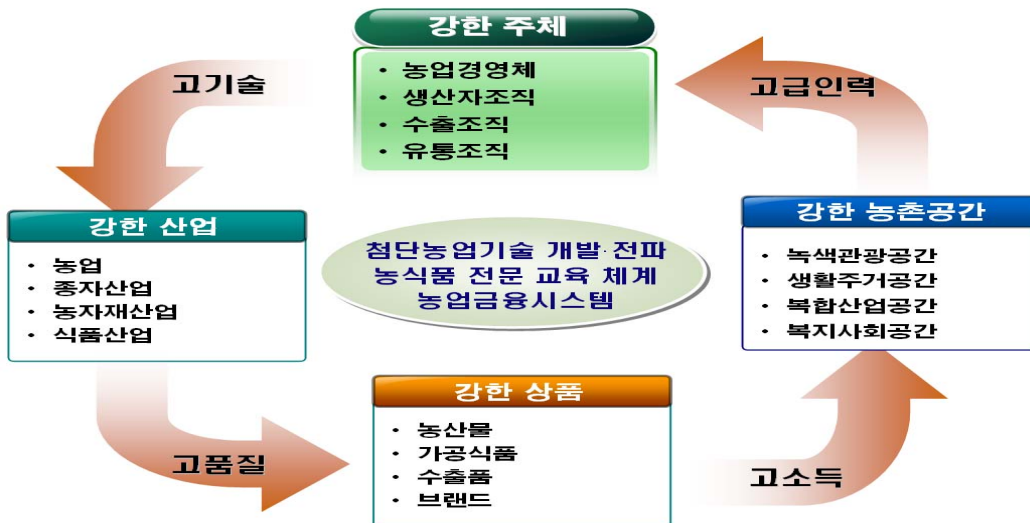 강한 주체
• 농업경영체
• 생산자조직
• 수출조직
• 유통조직
고기술
고급인력
강한 산업
• 농업
• 종자산업
• 농자재산업
• 식품산업
첨단농업기술 개발·전파
농식품 전문 교육 체계
농업금융시스템
강한 농촌공간
• 녹색관광공간
• 생활주거공간
• 복합산업공간
• 복지사회공간
고품질
강한 상품
• 농산물
• 가공식품
• 수출품
• 브랜드
고소득